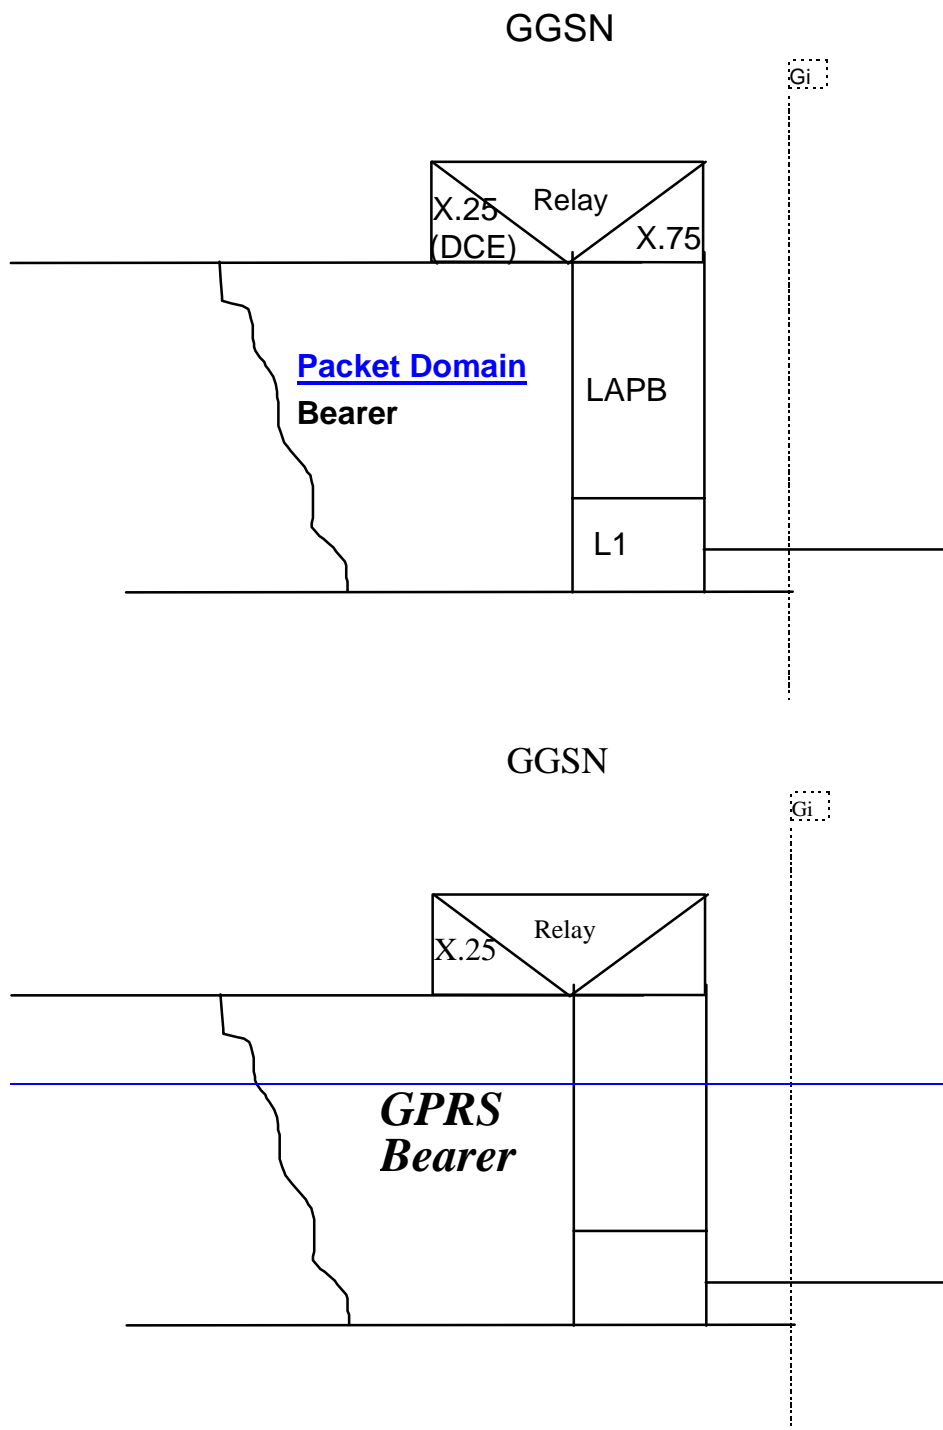 GGSN
Gi
Relay
X.25
(DCE)
X.75
Packet Domain
Bearer
LAPB
L1
GGSN
Gi
Relay
X.25
GPRS
Bearer